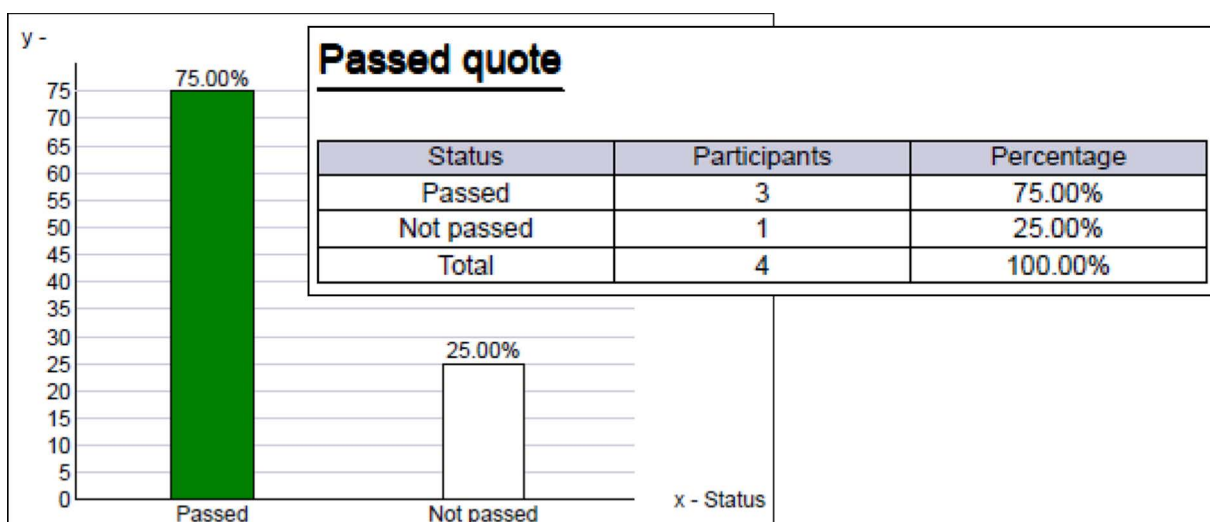 y -
75.00%
75
70
65
60
55
50
45
40
35
30
25
20
15
10
5
0
25.00%
Passed Not passed
x - Status
Passed quote
Status Participants Percentage
Passed 3 75.00%
Not passed 1 25.00%
Total 4 100.00%